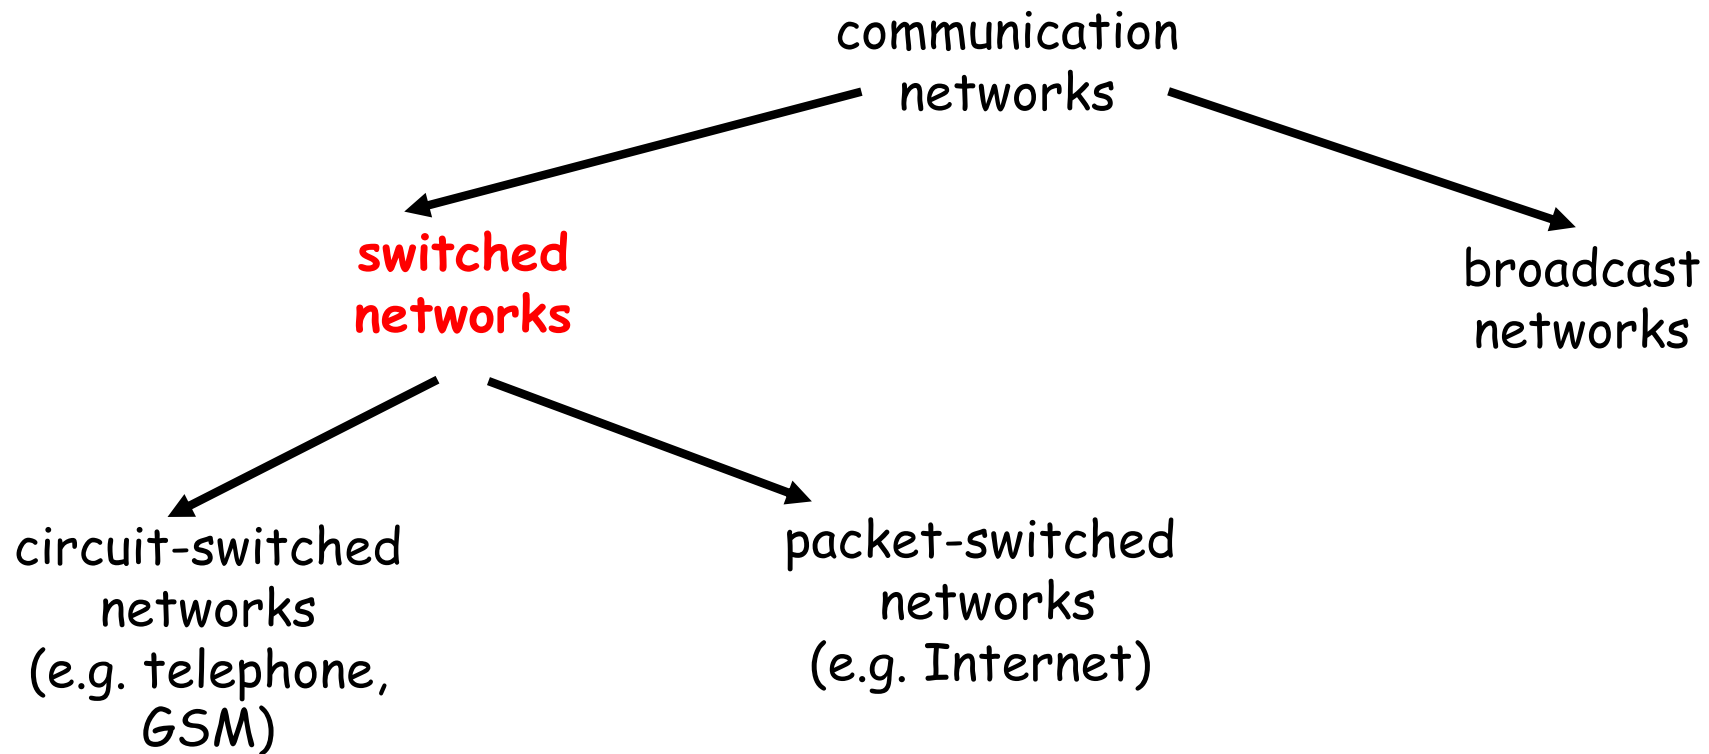 communication
networks
switched
networks
broadcast
networks
circuit-switched
networks
(e.g. telephone,
GSM)
packet-switched
networks
(e.g. Internet)